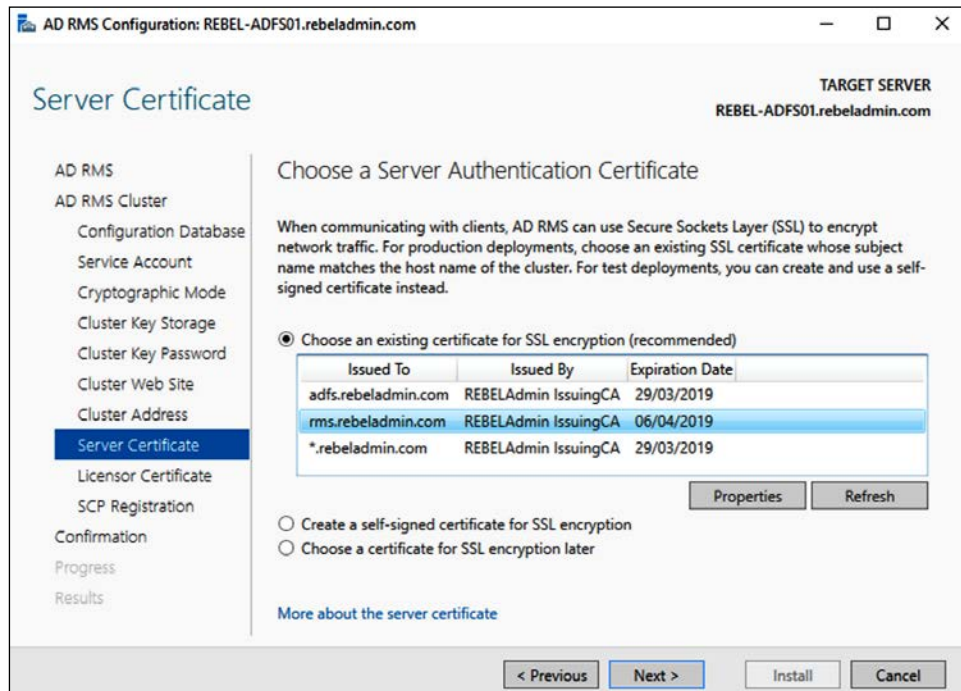 AD RMS Configuration: REBEL-ADFS01.rebeladmin.com
Server Certificate
TARGET SERVER
REBEL-ADFS01.rebeladmin.com
AD RMS
AD RMS Cluster
Configuration Database
Service Account
Cryptographic Mode
Cluster Key Storage
Cluster Key Password
Cluster Web Site
Cluster Address
Server Certificate
Licensor Certificate
SCP Registration
Confirmation
Progress
Results
Choose a Server Authentication Certificate
When communicating with clients, AD RMS can use Secure Sockets Layer (SSL) to encrypt
network traffic. For production deployments, choose an existing SSL certificate whose subject
name matches the host name of the cluster. For test deployments, you can create and use a self-
signed certificate instead.
Choose an existing certificate for SSL encryption (recommended)
Issued To Issued By Expiration Date
adfs.rebeladmin.com REBELAdmin IssuingCA 29/03/2019
rms.rebeladmin.com REBELAdmin IssuingCA 06/04/2019
*.rebeladmin.com REBELAdmin IssuingCA 29/03/2019
Properties Refresh
Create a self-signed certificate for SSL encryption
Choose a certificate for SSL encryption later
More about the server certificate
< Previous Next > Install Cancel